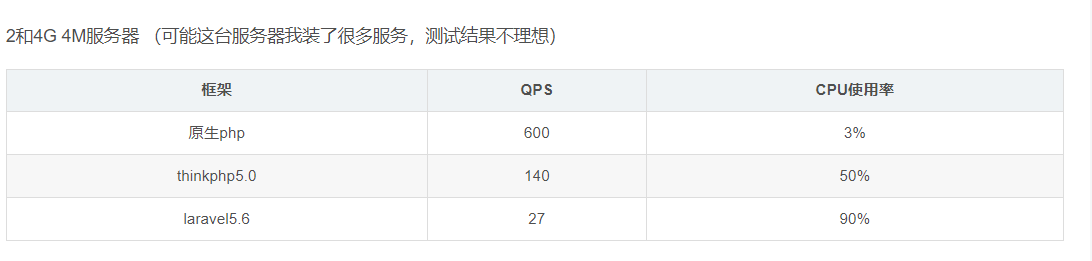 2和4G 4M服务器 （可能这台服务器我装了很多服务，测试结果不理想）
框架 QPS CPU使用率
原生php 600 3%
thinkphp5.0 140 50%
laravel5.6 27 90%